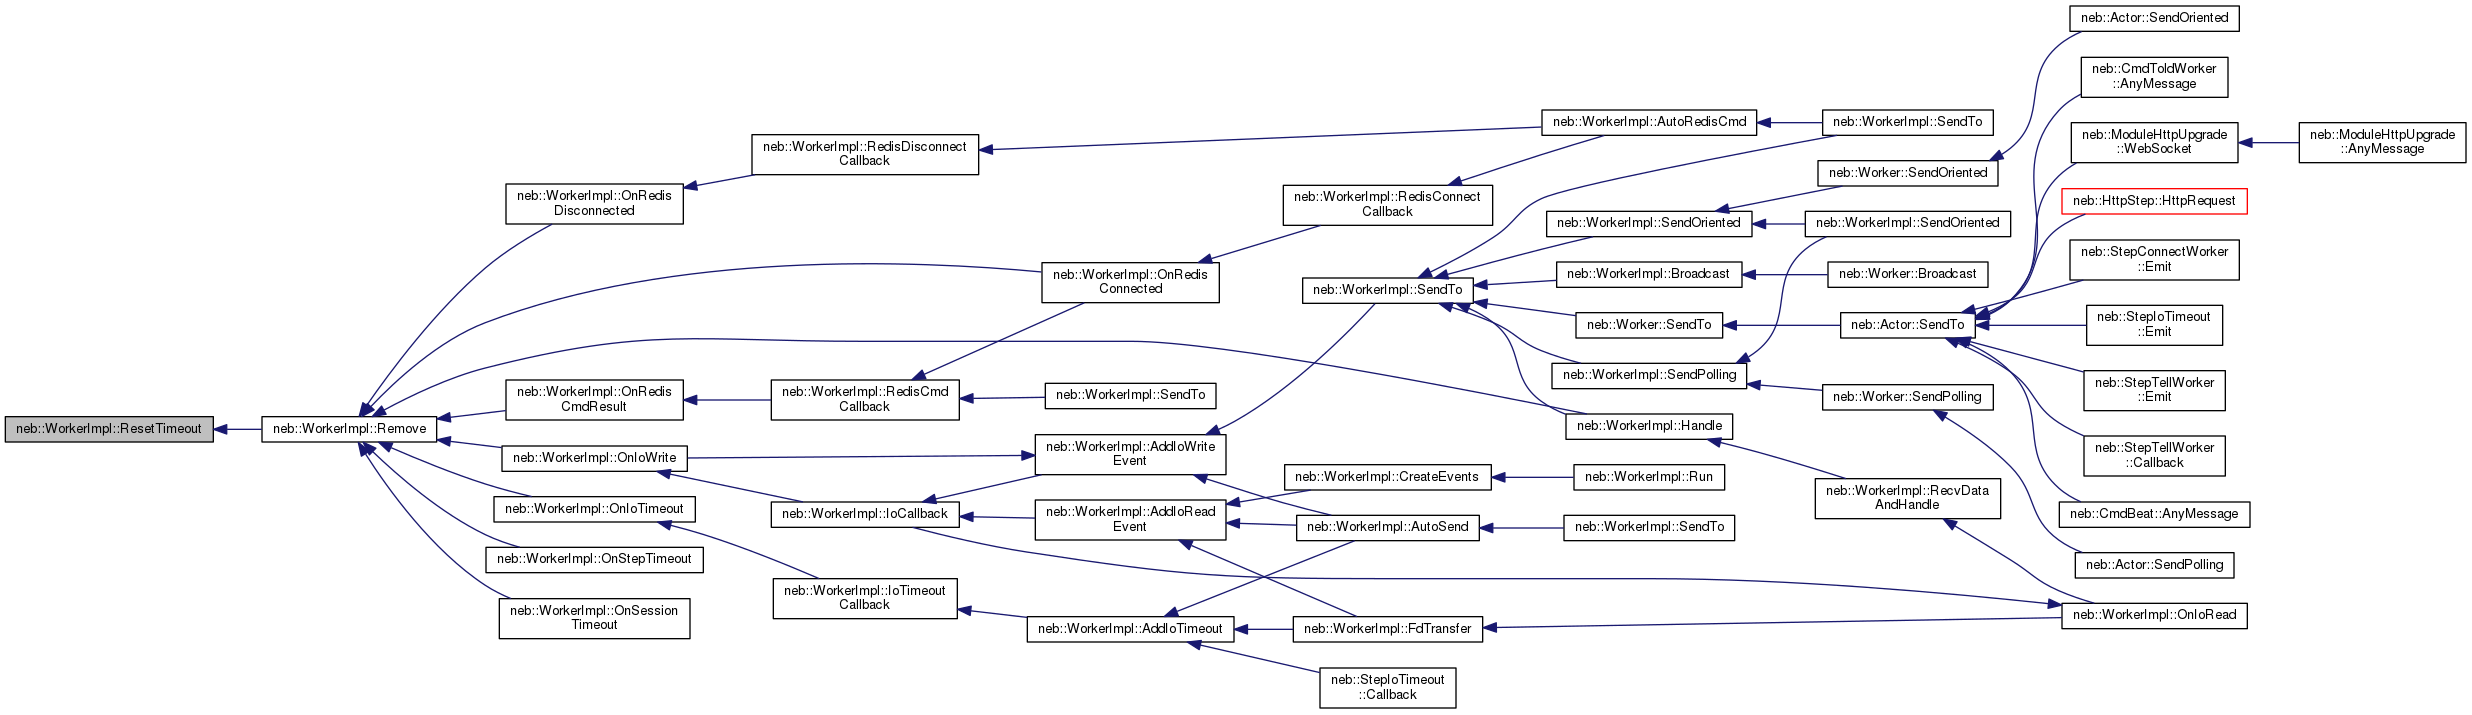 neb::Actor::SendOriented
neb::CmdToldWorker
::AnyMessage
neb::WorkerImpl::AutoRedisCmd
neb::WorkerImpl::SendTo
neb::ModuleHttpUpgrade
::WebSocket
neb::ModuleHttpUpgrade
::AnyMessage
neb::WorkerImpl::RedisDisconnect
Callback
neb::Worker::SendOriented
neb::WorkerImpl::OnRedis
Disconnected
neb::WorkerImpl::RedisConnect
Callback
neb::HttpStep::HttpRequest
neb::WorkerImpl::SendOriented
neb::WorkerImpl::SendOriented
neb::StepConnectWorker
::Emit
neb::WorkerImpl::OnRedis
Connected
neb::WorkerImpl::Broadcast
neb::Worker::Broadcast
neb::WorkerImpl::SendTo
neb::Worker::SendTo
neb::Actor::SendTo
neb::StepIoTimeout
::Emit
neb::WorkerImpl::SendPolling
neb::StepTellWorker
::Emit
neb::WorkerImpl::OnRedis
CmdResult
neb::WorkerImpl::RedisCmd
Callback
neb::WorkerImpl::SendTo
neb::Worker::SendPolling
neb::WorkerImpl::ResetTimeout
neb::WorkerImpl::Remove
neb::WorkerImpl::Handle
neb::StepTellWorker
::Callback
neb::WorkerImpl::OnIoWrite
neb::WorkerImpl::AddIoWrite
Event
neb::WorkerImpl::CreateEvents
neb::WorkerImpl::Run
neb::WorkerImpl::RecvData
AndHandle
neb::WorkerImpl::OnIoTimeout
neb::WorkerImpl::IoCallback
neb::WorkerImpl::AddIoRead
Event
neb::WorkerImpl::AutoSend
neb::WorkerImpl::SendTo
neb::CmdBeat::AnyMessage
neb::WorkerImpl::OnStepTimeout
neb::Actor::SendPolling
neb::WorkerImpl::IoTimeout
Callback
neb::WorkerImpl::OnSession
Timeout
neb::WorkerImpl::AddIoTimeout
neb::WorkerImpl::FdTransfer
neb::WorkerImpl::OnIoRead
neb::StepIoTimeout
::Callback